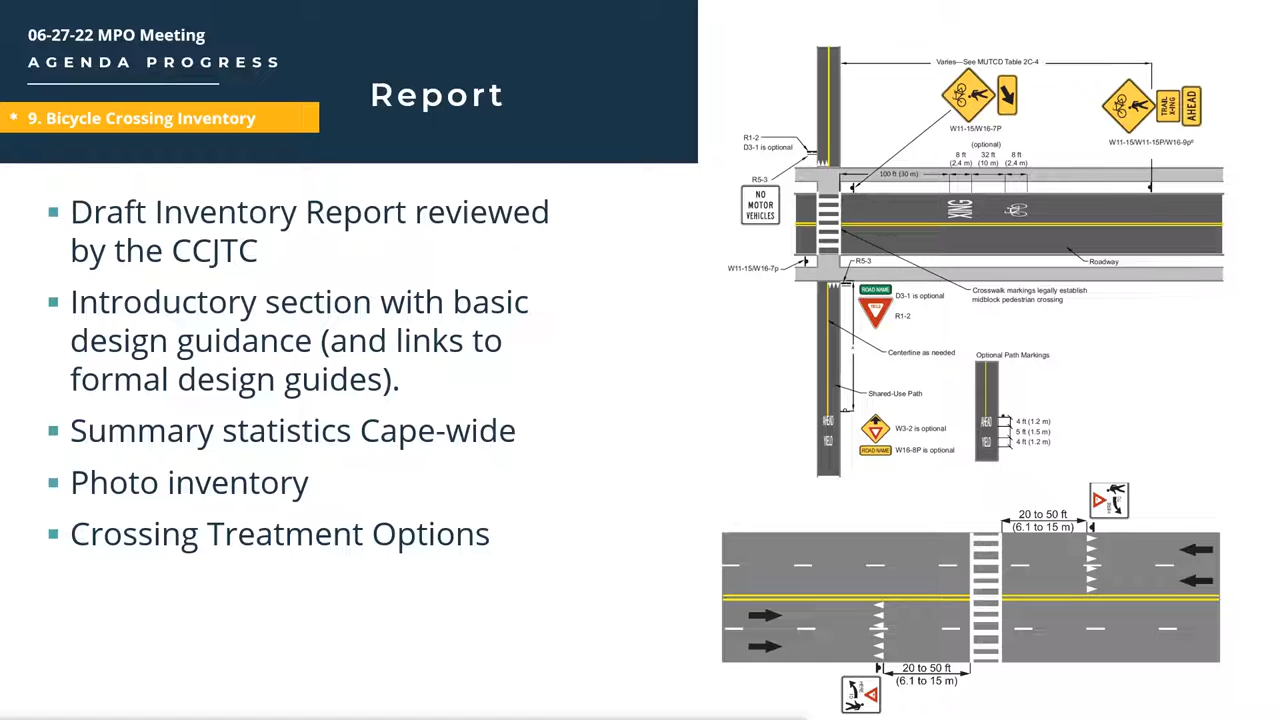 06-27-22 MPO Meeting
AGENDA PROGRESS
* 9. Bicycle Crossing Inventory
Report
▪ Draft Inventory Report reviewed
by the CCJTC
▪ Introductory section with basic
design guidance (and links to
formal design guides).
▪ Summary statistics Cape-wide
▪ Photo inventory
▪ Crossing Treatment Options
Varies—See MUTCD Table 2C-4
TRAIL
X-ING
AHEAD
W11-15/W16-7P
(optional)
W11-15/W11-15P/W16-9p
R1-2
D3-1 is optional
8 ft
(2.4 m)
32 ft
(10 m)
8 ft
(2.4 m)
100 ft (30 m)
R5-3
NO
MOTOR
VEHICLES
XING
W11-15/W16-7p
R5-3
Roadway
Crosswalk markings legally establish
midblock pedestrian crossing
ROAD NAME
D3-1 is optional
YIELD
R1-2
Centerline as needed
Optional Path Markings
Shared-Use Path
AHEAD
YIELD
W3-2 is optional
ROAD NAME
W16-8P is optional
AHEAD
YIELD
4 ft (1.2 m)
5 ft (1.5 m)
4 ft (1.2 m)
20 to 50 ft
(6.1 to 15 m)
20 to 50 ft
(6.1 to 15 m)